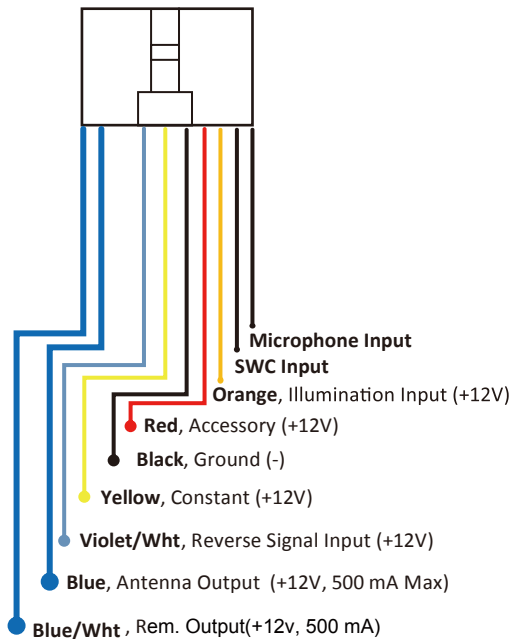 Microphone Input
SWC Input
Orange, Illumination Input (+12V)
Red, Accessory (+12V)
Black, Ground (-)
Yellow, Constant (+12V)
Violet/Wht, Reverse Signal Input (+12V)
Blue, Antenna Output (+12V, 500 mA Max)
Blue/Wht , Rem. Output(+12v, 500 mA)